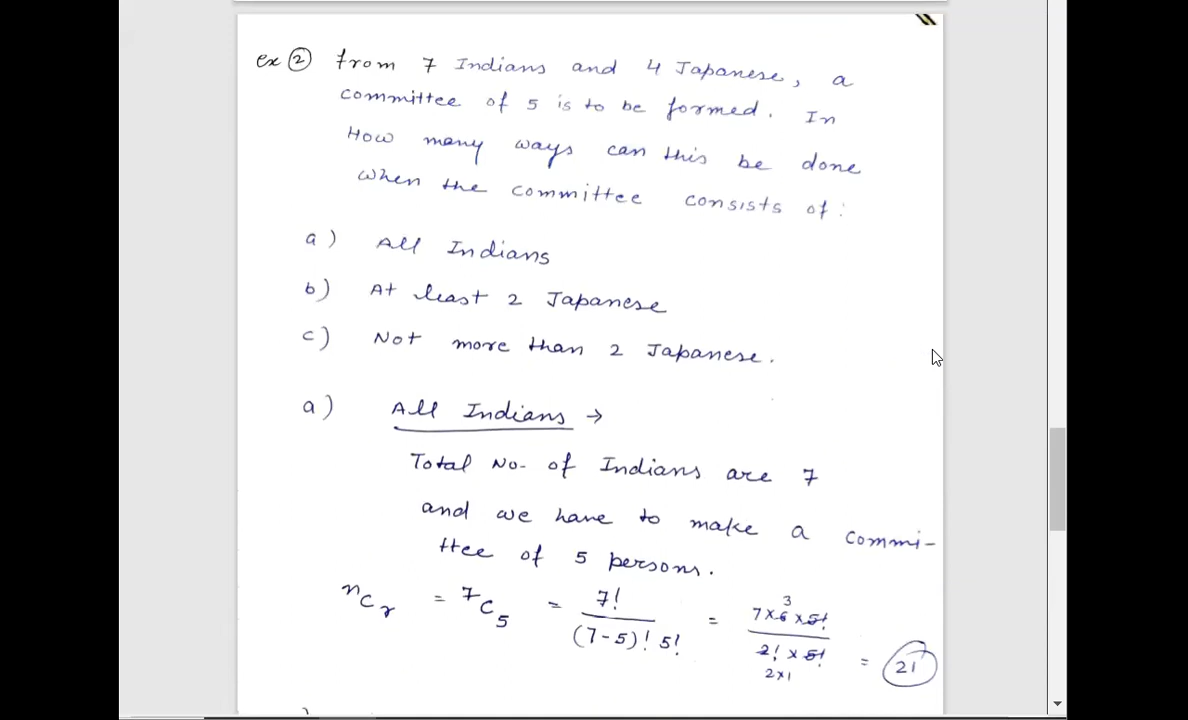 ex ② from 7 Indians and 4 Japanese, a
committee of 5 is to be formed. In
How many ways can this be done
when the committee consists of :
a) All Indians
b) At least 2 Japanese
c) Not more than 2 Japanese.
a) All Indians →
Total No- of Indians are 7
and we have to make a commi-
ttee of 5 persons.
ⁿCᵣ = ⁷C₅ = 7! / (7-5)! 5! = 7×6×5! / 2!×5! = 21
3
2×1